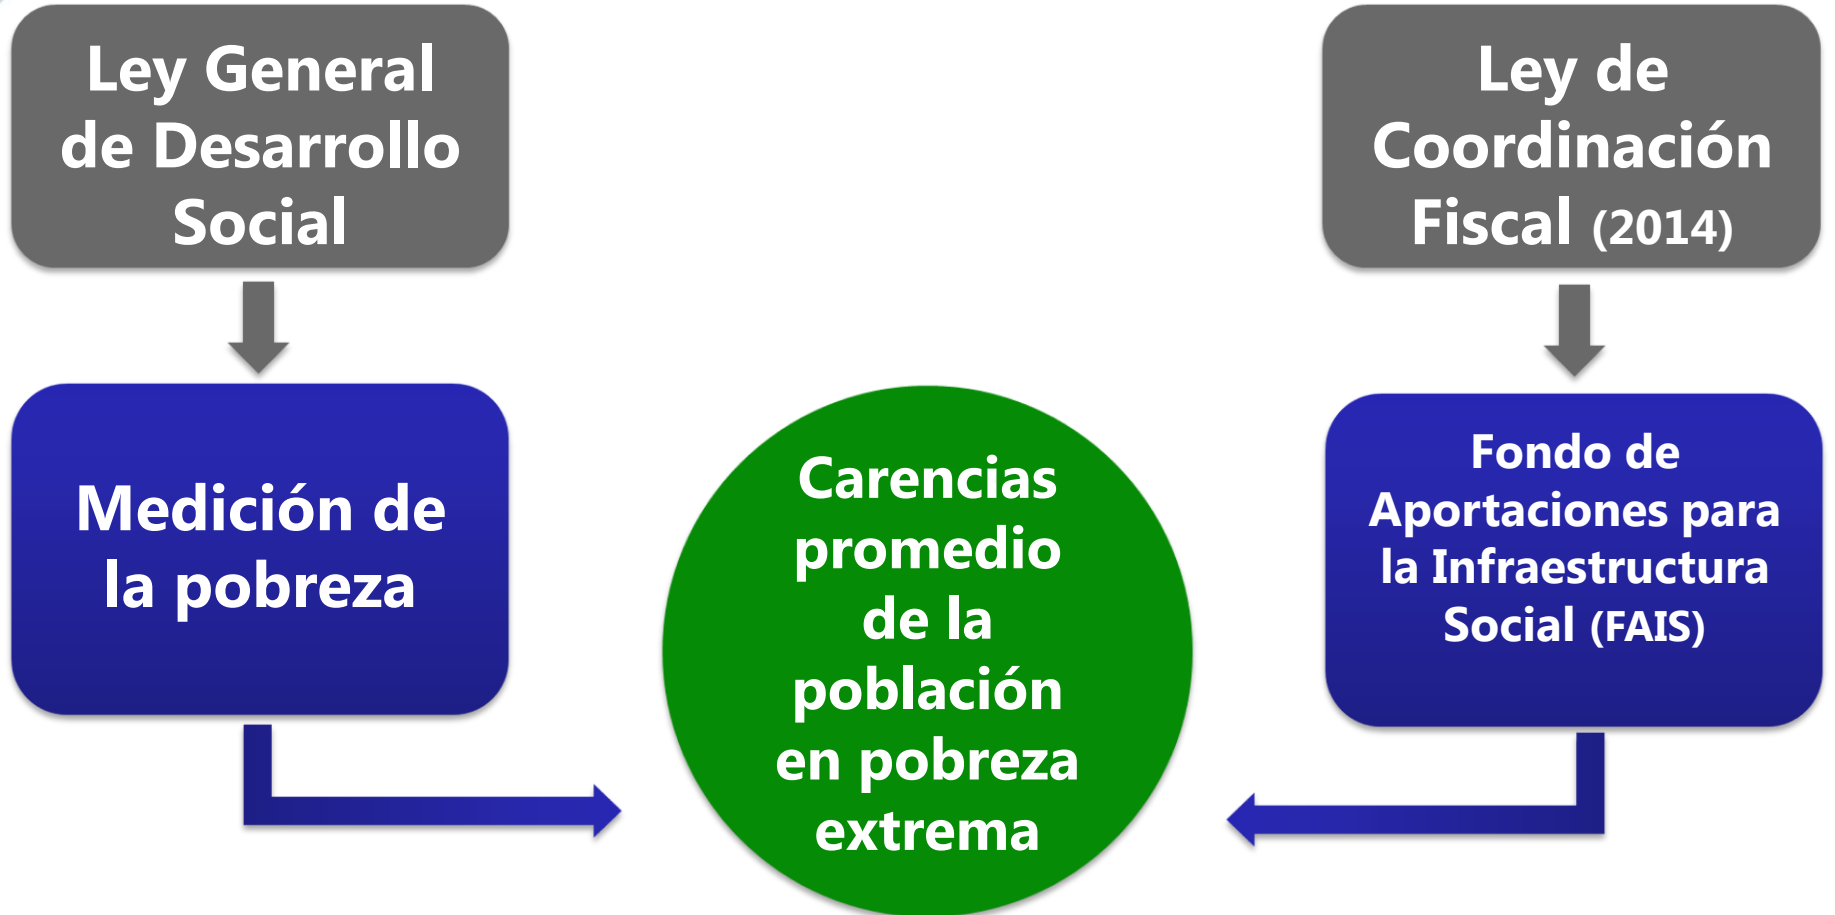 Ley General
de Desarrollo
Social
Ley de
Coordinación
Fiscal (2014)
Medición de
la pobreza
Carencias
promedio
de la
población
en pobreza
extrema
Fondo de
Aportaciones para
la Infraestructura
Social (FAIS)